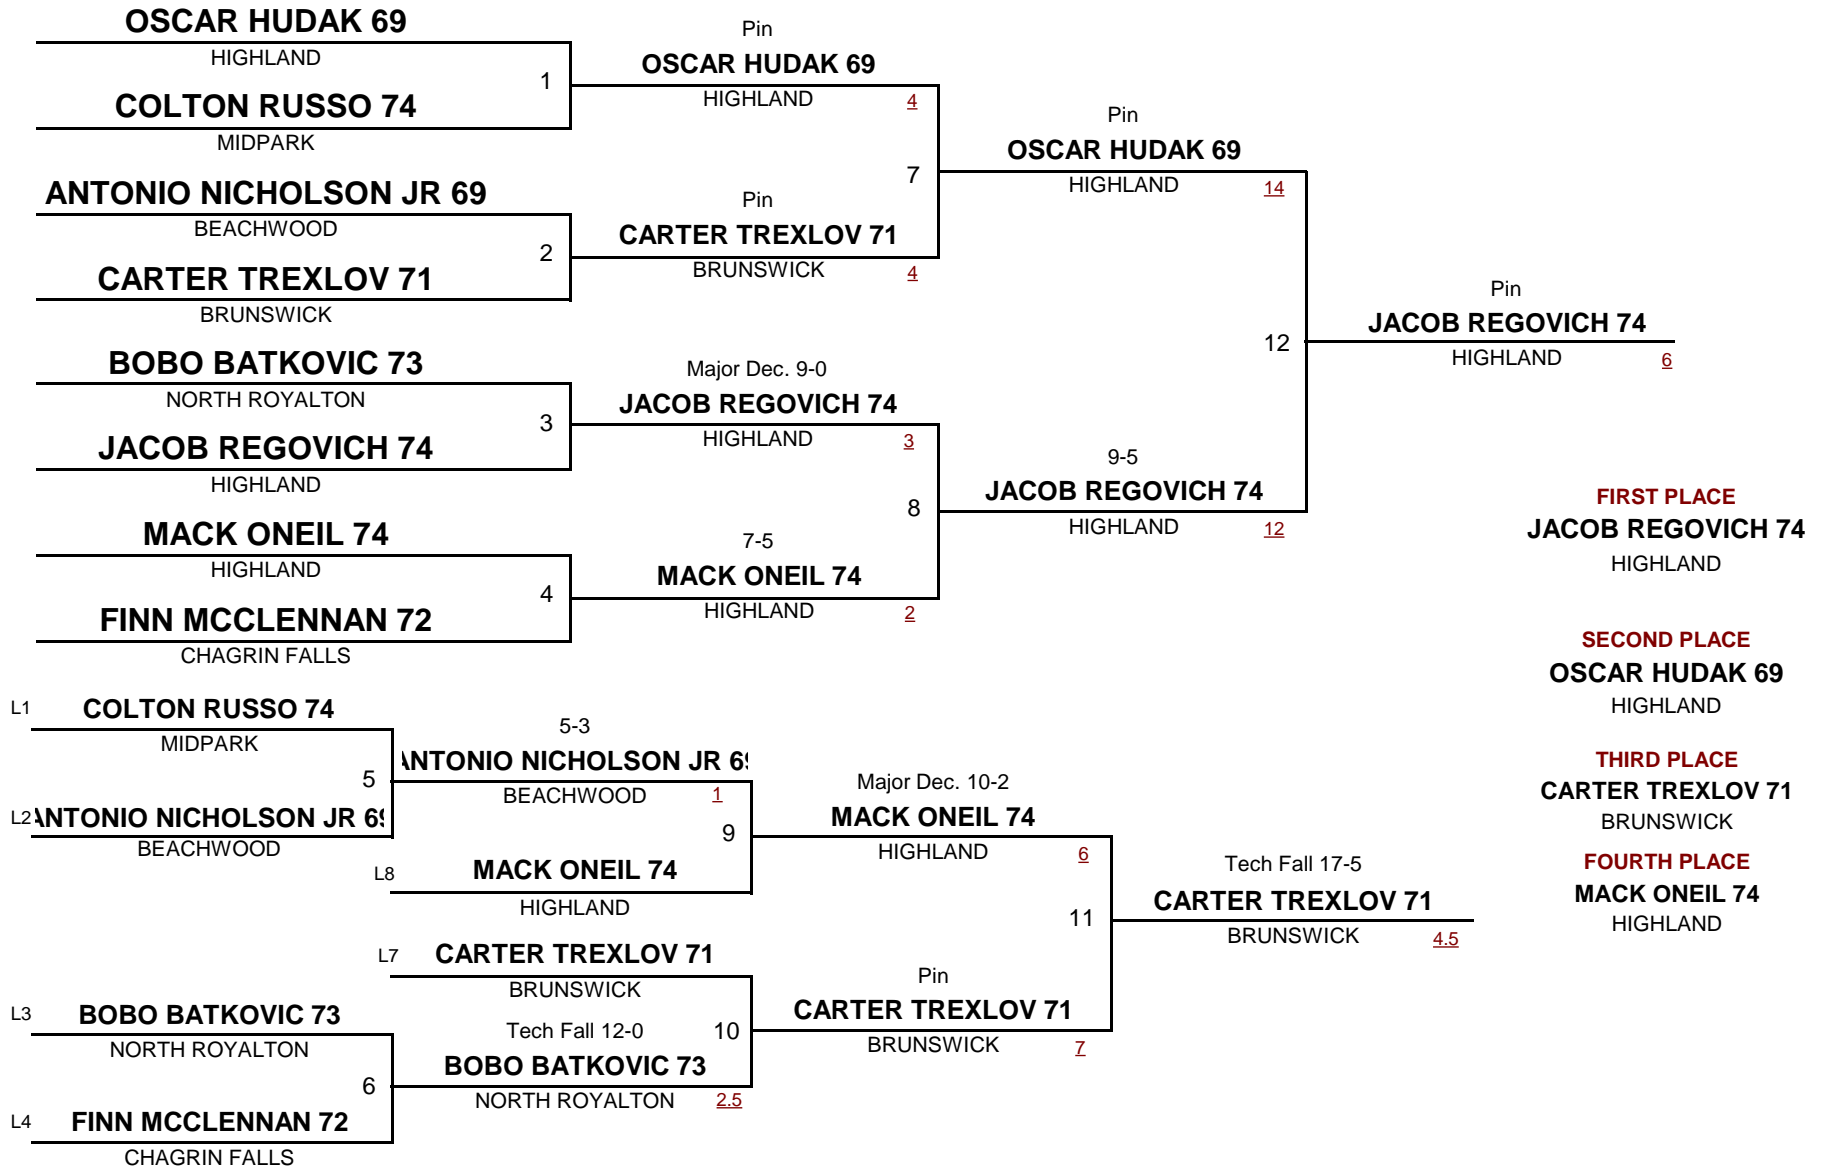 OSCAR HUDAK 69
HIGHLAND
1
COLTON RUSSO 74
MIDPARK
ANTONIO NICHOLSON JR 69
BEACHWOOD
2
CARTER TREXLOV 71
BRUNSWICK
BOBO BATKOVIC 73
NORTH ROYALTON
3
JACOB REGOVICH 74
HIGHLAND
MACK ONEIL 74
HIGHLAND
4
FINN MCCLENNAN 72
CHAGRIN FALLS
Pin
OSCAR HUDAK 69
HIGHLAND 4
7
Pin
CARTER TREXLOV 71
BRUNSWICK 4
Major Dec. 9-0
JACOB REGOVICH 74
HIGHLAND 3
8
7-5
MACK ONEIL 74
HIGHLAND 2
Pin
OSCAR HUDAK 69
HIGHLAND 14
12
9-5
JACOB REGOVICH 74
HIGHLAND 12
Pin
JACOB REGOVICH 74
HIGHLAND 6
FIRST PLACE
JACOB REGOVICH 74
HIGHLAND
SECOND PLACE
OSCAR HUDAK 69
HIGHLAND
THIRD PLACE
CARTER TREXLOV 71
BRUNSWICK
FOURTH PLACE
MACK ONEIL 74
HIGHLAND
L1 COLTON RUSSO 74
MIDPARK
5
L2 ANTONIO NICHOLSON JR 69
BEACHWOOD
L3 BOBO BATKOVIC 73
NORTH ROYALTON
6
L4 FINN MCCLENNAN 72
CHAGRIN FALLS
5-3
ANTONIO NICHOLSON JR 69
BEACHWOOD 1
9
L8 MACK ONEIL 74
HIGHLAND
L7 CARTER TREXLOV 71
BRUNSWICK
10
Tech Fall 12-0
BOBO BATKOVIC 73
NORTH ROYALTON 2.5
Major Dec. 10-2
MACK ONEIL 74
HIGHLAND 6
11
Pin
CARTER TREXLOV 71
BRUNSWICK 7
Tech Fall 17-5
CARTER TREXLOV 71
BRUNSWICK 4.5